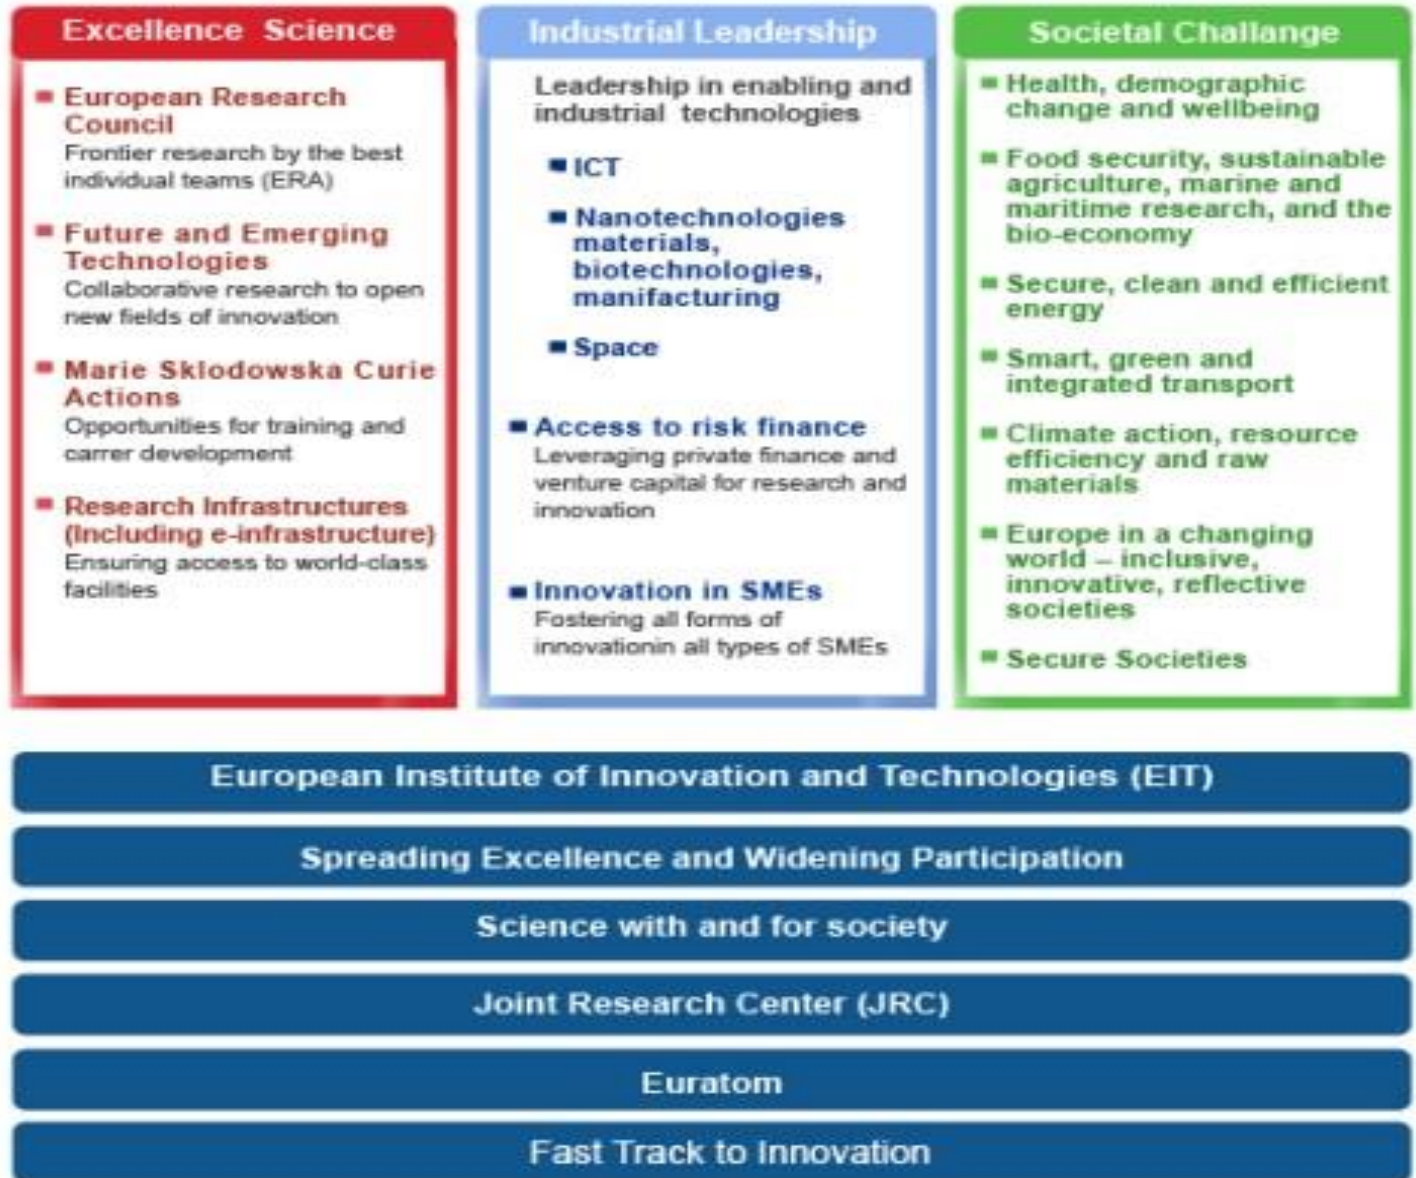 Excellence Science
European Research
Council
Frontier research by the best
individual teams (ERA)
Future and Emerging
Technologies
Collaborative research to open
new fields of innovation
Marie Sklodowska Curie
Actions
Opportunities for training and
carrer development
Research Infrastructures
(Including e-infrastructure)
Ensuring access to world-class
facilities
Industrial Leadership
Leadership in enabling and
industrial technologies
ICT
Nanotechnologies
materials,
biotechnologies,
manifacturing
Space
Access to risk finance
Leveraging private finance and
venture capital for research and
innovation
Innovation in SMEs
Fostering all forms of
innovationin all types of SMEs
Societal Challange
Health, demographic
change and wellbeing
Food security, sustainable
agriculture, marine and
maritime research, and the
bio-economy
Secure, clean and efficient
energy
Smart, green and
integrated transport
Climate action, resource
efficiency and raw
materials
Europe in a changing
world – inclusive,
innovative, reflective
societies
Secure Societies
European Institute of Innovation and Technologies (EIT)
Spreading Excellence and Widening Participation
Science with and for society
Joint Research Center (JRC)
Euratom
Fast Track to Innovation